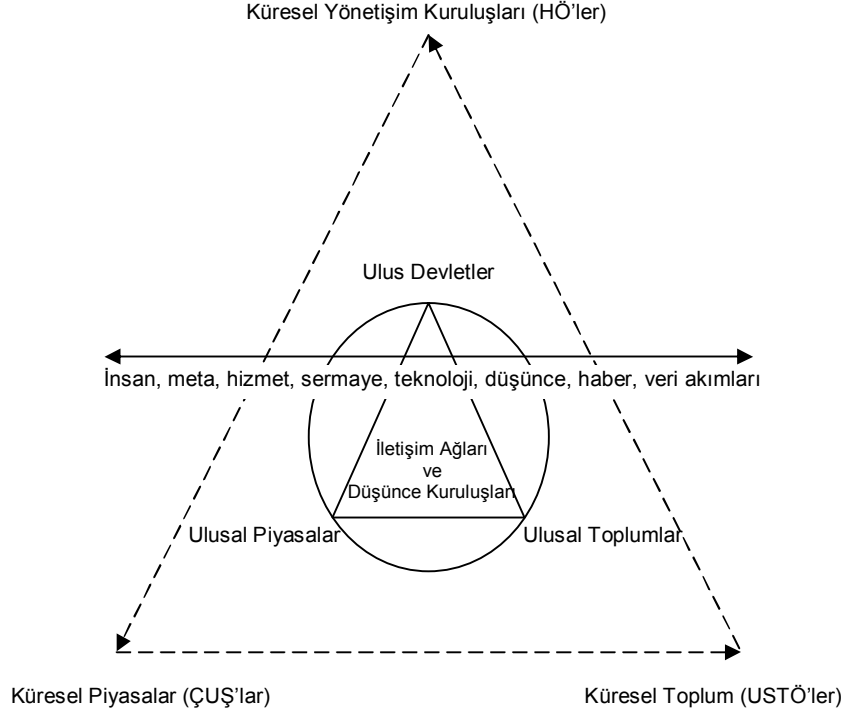 Küresel Yönetişim Kuruluşları (HÖ’ler)
Ulus Devletler
İnsan, meta, hizmet, sermaye, teknoloji, düşünce, haber, veri akımları
İletişim Ağları
ve
Düşünce Kuruluşları
Ulusal Piyasalar
Ulusal Toplumlar
Küresel Piyasalar (ÇUŞ’lar)
Küresel Toplum (USTÖ’ler)